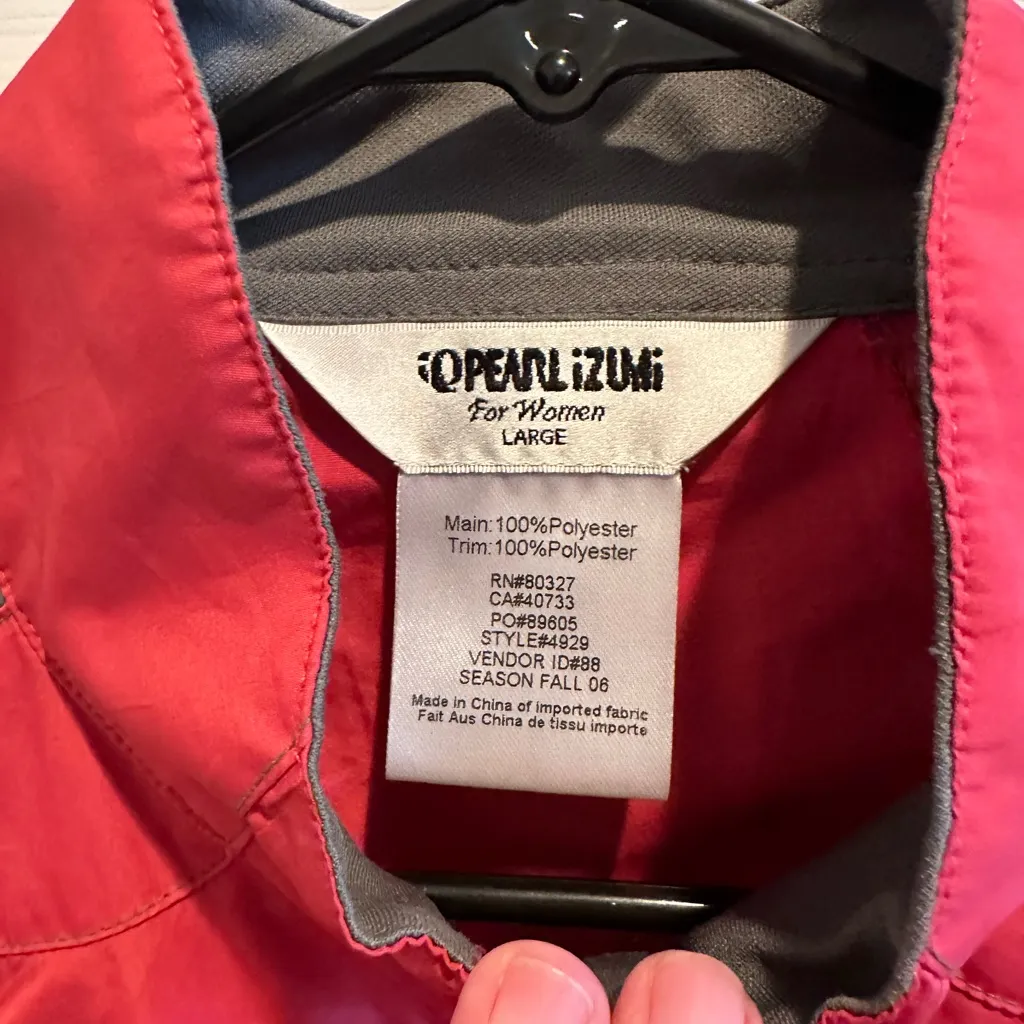 PEARL iZUMi
For Women
LARGE
Main:100%Polyester
Trim:100%Polyester
RN#80327
CA#40733
PO#89605
STYLE#4929
VENDOR ID#88
SEASON FALL 06
Made in China of imported fabric
Fait Aus China de tissu importe